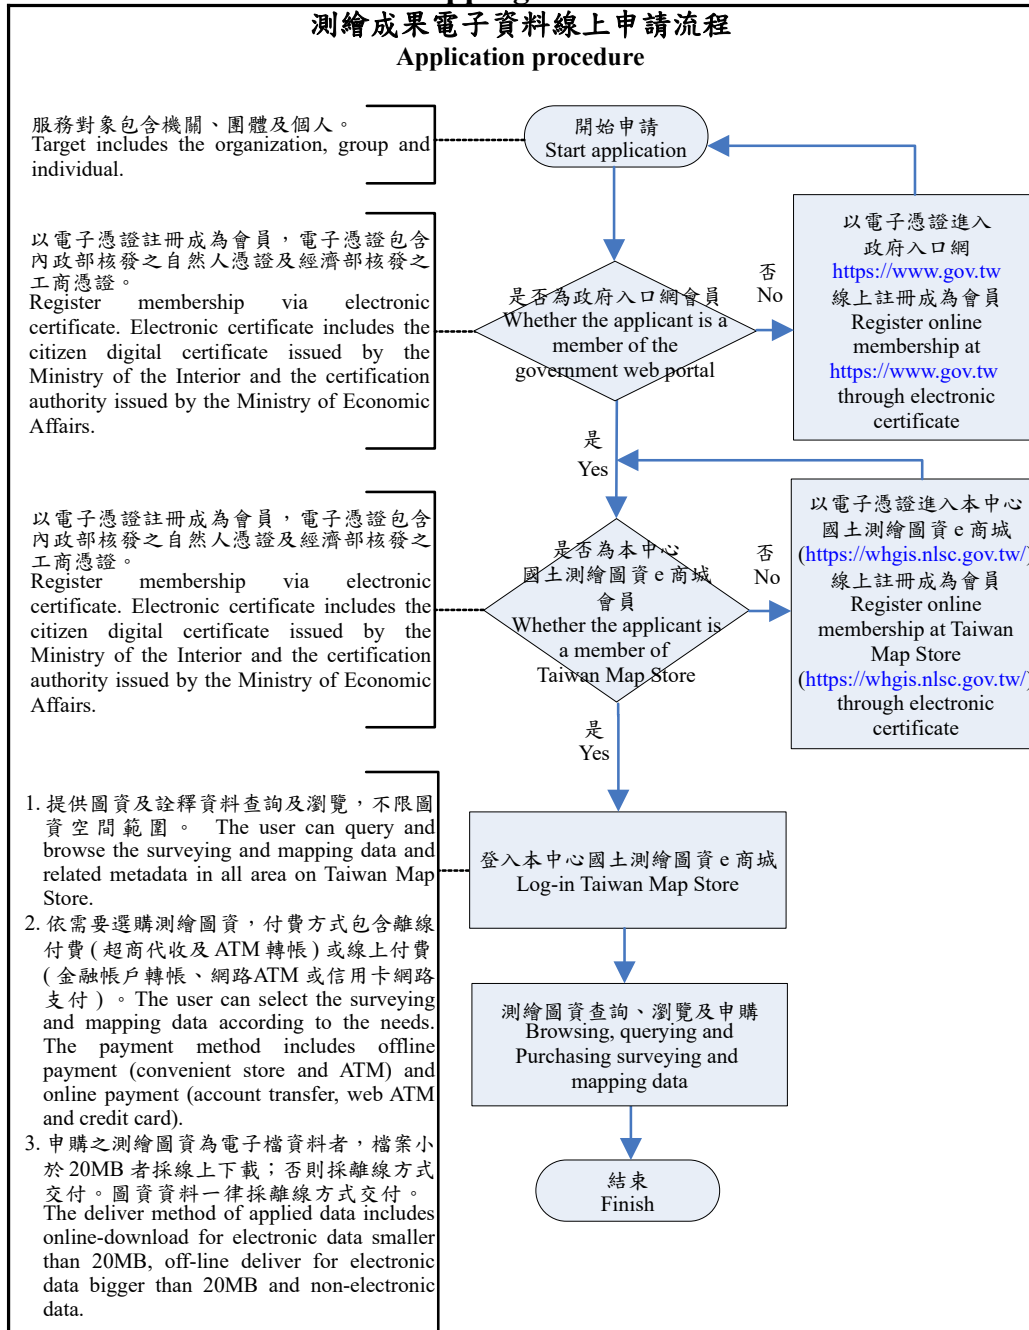 測繪成果電子資料線上申請流程
Application procedure
服務對象包含機關、團體及個人。
Target includes the organization, group and
individual.
開始申請
Start application
以電子憑證註冊成為會員，電子憑證包含
內政部核發之自然人憑證及經濟部核發之
工商憑證。
Register membership via electronic
certificate. Electronic certificate includes the
citizen digital certificate issued by the
Ministry of the Interior and the certification
authority issued by the Ministry of Economic
Affairs.
是否為政府入口網會員
Whether the applicant is a
member of the
government web portal
否
No
以電子憑證進入
政府入口網
https://www.gov.tw
線上註冊成為會員
Register online
membership at
https://www.gov.tw
through electronic
certificate
是
Yes
以電子憑證註冊成為會員，電子憑證包含
內政部核發之自然人憑證及經濟部核發之
工商憑證。
Register membership via electronic
certificate. Electronic certificate includes the
citizen digital certificate issued by the
Ministry of the Interior and the certification
authority issued by the Ministry of Economic
Affairs.
是否為本中心
國土測繪圖資 e 商城
會員
Whether the applicant is
a member of
Taiwan Map Store
否
No
以電子憑證進入本中心
國土測繪圖資 e 商城
(https://whgis.nlsc.gov.tw/)
線上註冊成為會員
Register online
membership at Taiwan
Map Store
(https://whgis.nlsc.gov.tw/)
through electronic
certificate
是
Yes
1. 提供圖資及詮釋資料查詢及瀏覽，不限圖
資空間範圍。 The user can query and
browse the surveying and mapping data and
related metadata in all area on Taiwan Map
Store.
2. 依需要選購測繪圖資，付費方式包含離線
付費 ( 超商代收及 ATM 轉帳 ) 或線上付費
( 金融帳戶轉帳、網路ATM 或信用卡網路
支付 ) 。The user can select the surveying
and mapping data according to the needs.
The payment method includes offline
payment (convenient store and ATM) and
online payment (account transfer, web ATM
and credit card).
3. 申購之測繪圖資為電子檔資料者，檔案小
於 20MB 者採線上下載；否則採離線方式
交付。圖資資料一律採離線方式交付。
The deliver method of applied data includes
online-download for electronic data smaller
than 20MB, off-line deliver for electronic
data bigger than 20MB and non-electronic
data.
登入本中心國土測繪圖資 e 商城
Log-in Taiwan Map Store
測繪圖資查詢、瀏覽及申購
Browsing, querying and
Purchasing surveying and
mapping data
結束
Finish